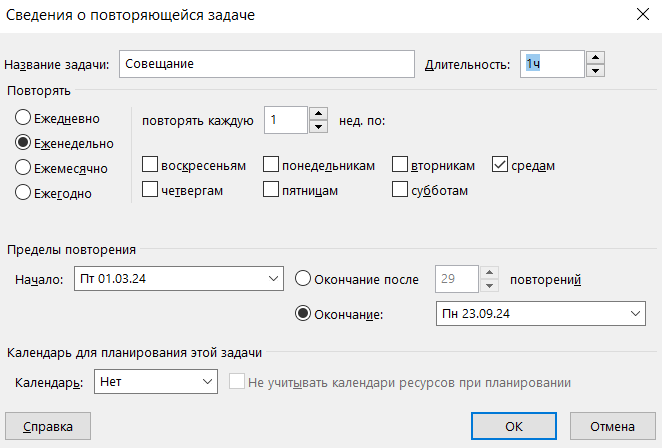 Сведения о повторяющейся задаче
Название задачи: Совещание Длительность: 1ч
Повторять
Ежедневно повторять каждую 1 нед. по:
Еженедельно
воскресеньям понедельникам вторникам средам
Ежемесячно
четвергам пятницам субботам
Ежегодно
Пределы повторения
Начало: Пт 01.03.24 Окончание после 29 повторений
Окончание: Пн 23.09.24
Календарь для планирования этой задачи
Календарь: Нет Не учитывать календари ресурсов при планировании
Справка ОК Отмена